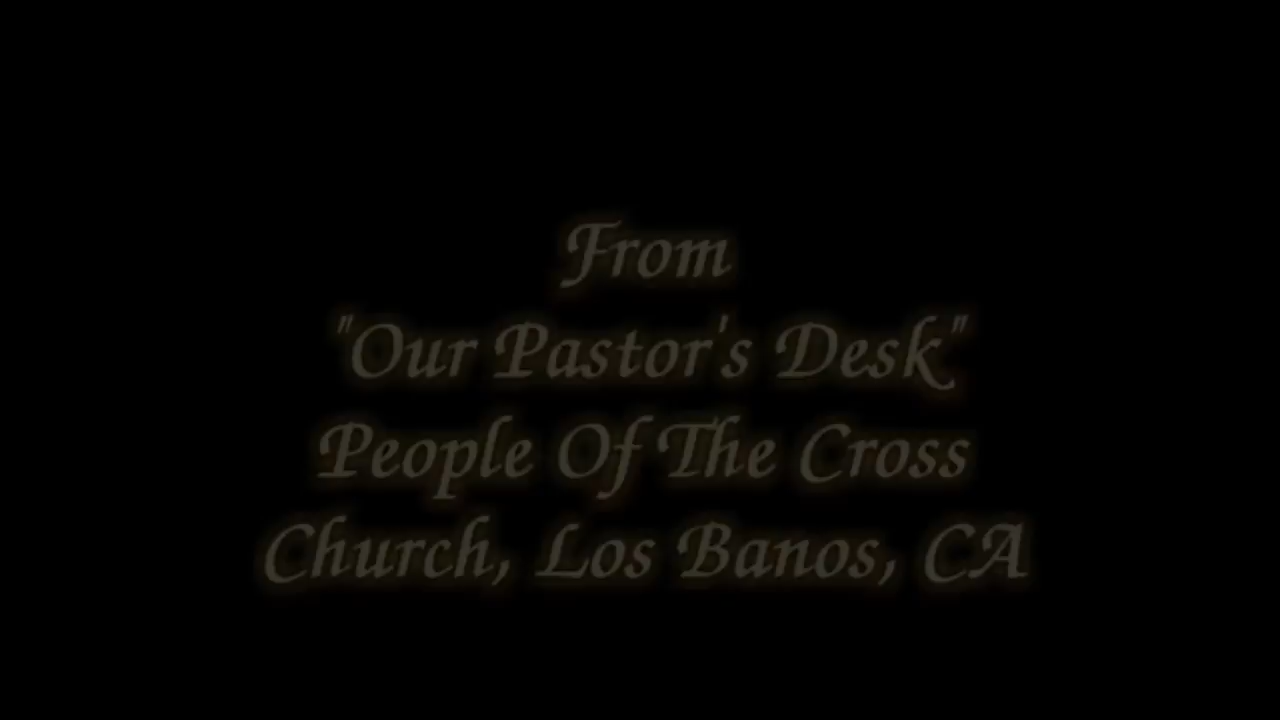 From
"Our Pastor's Desk"
People Of The Cross
Church, Los Banos, CA